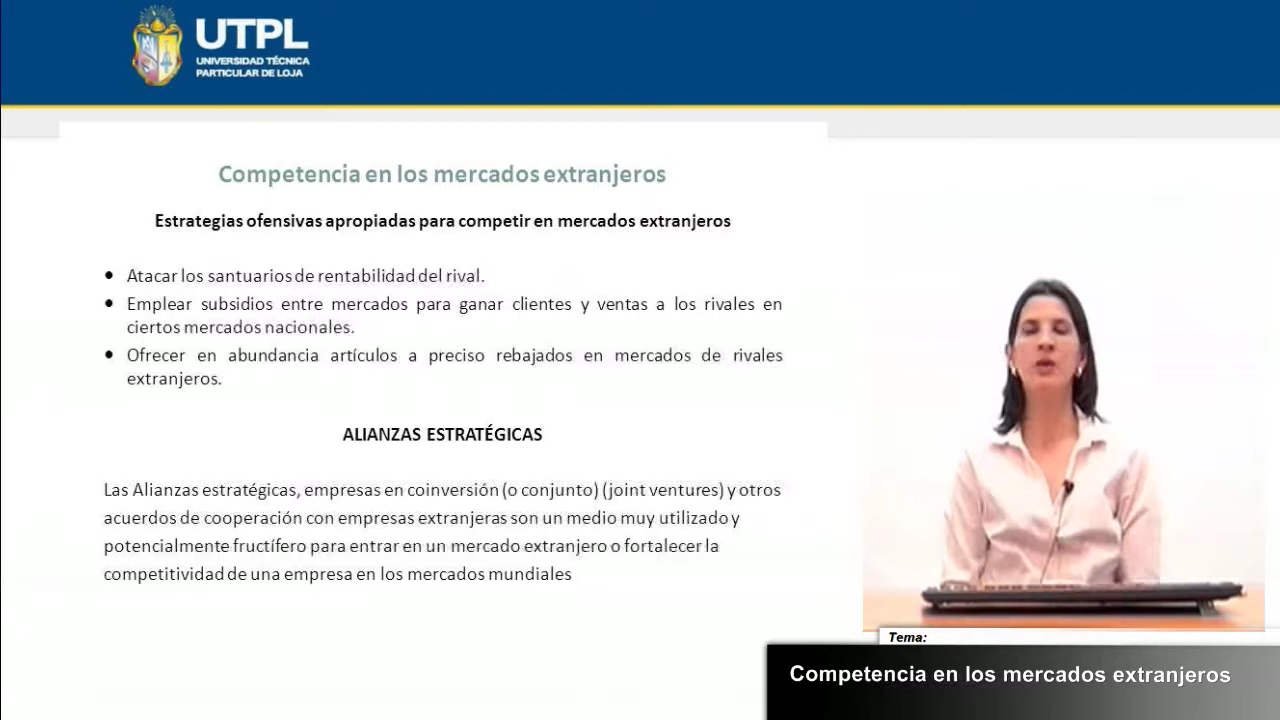 UTPL
UNIVERSIDAD TÉCNICA
PARTICULAR DE LOJA
Competencia en los mercados extranjeros
Estrategias ofensivas apropiadas para competir en mercados extranjeros
• Atacar los santuarios de rentabilidad del rival.
• Emplear subsidios entre mercados para ganar clientes y ventas a los rivales en
ciertos mercados nacionales.
• Ofrecer en abundancia artículos a preciso rebajados en mercados de rivales
extranjeros.
ALIANZAS ESTRATÉGICAS
Las Alianzas estratégicas, empresas en coinversión (o conjunto) (joint ventures) y otros
acuerdos de cooperación con empresas extranjeras son un medio muy utilizado y
potencialmente fructífero para entrar en un mercado extranjero o fortalecer la
competitividad de una empresa en los mercados mundiales
Tema:
Competencia en los mercados extranjeros